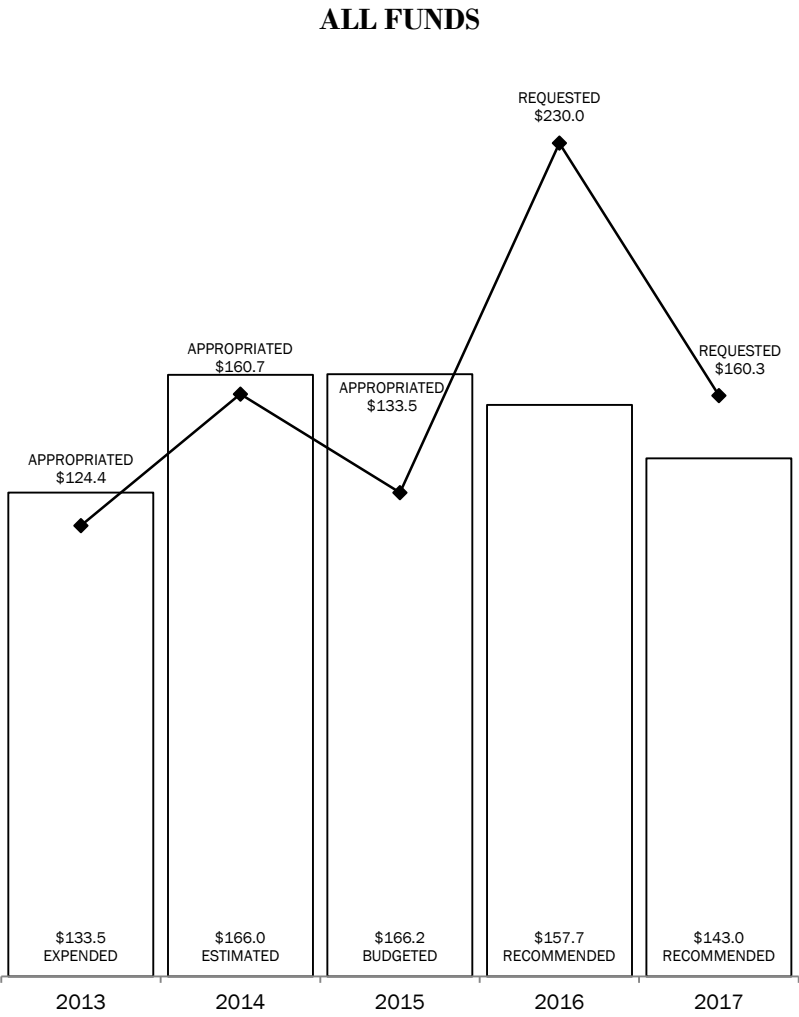 ALL FUNDS
REQUESTED
$230.0
APPROPRIATED
$160.7
REQUESTED
$160.3
APPROPRIATED
$133.5
APPROPRIATED
$124.4
$133.5
EXPENDED
$166.0
ESTIMATED
$166.2
BUDGETED
$157.7
RECOMMENDED
$143.0
RECOMMENDED
2013
2014
2015
2016
2017